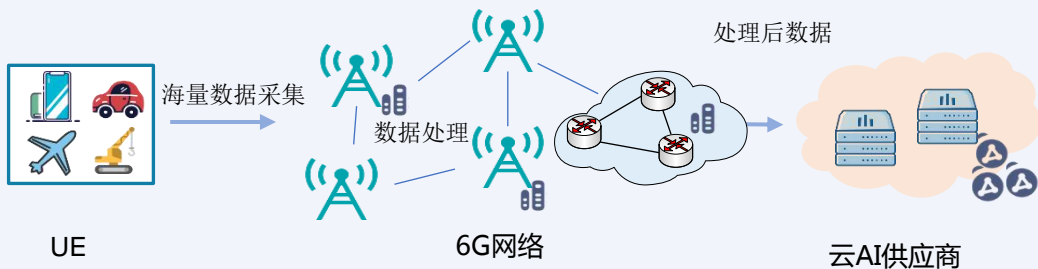 处理后数据
海量数据采集
数据处理
UE
6G网络
云AI供应商